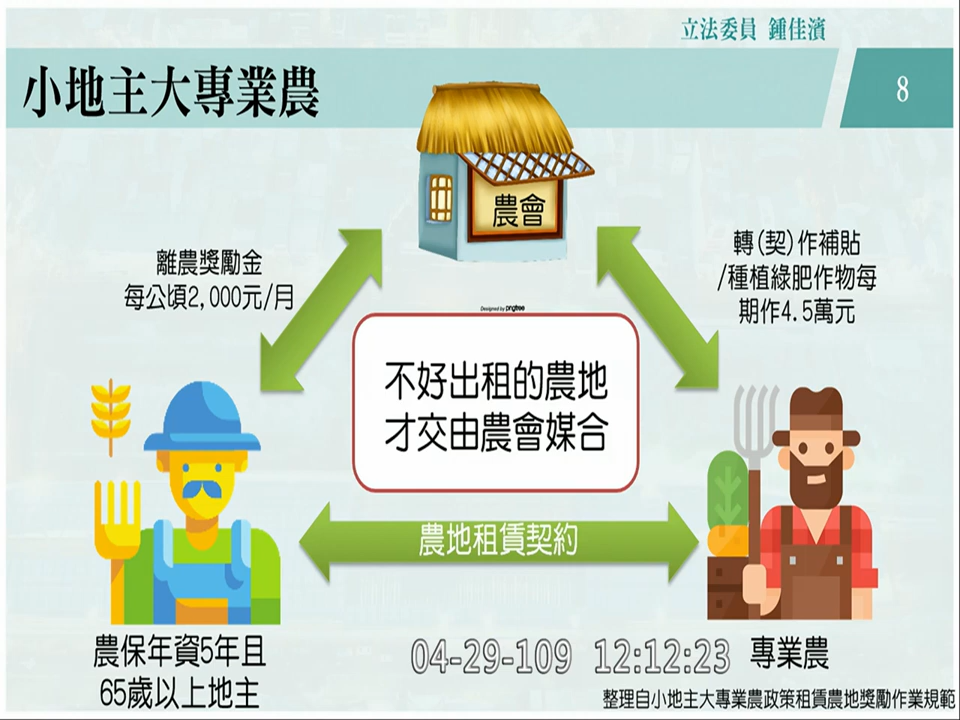 立法委員 鍾佳濱
小地主大專業農
8
農會
離農獎勵金
每公頃2,000元/月
轉(契)作補貼
/種植綠肥作物每
期作4.5萬元
Designed by pngtree
不好出租的農地
才交由農會媒合
農地租賃契約
農保年資5年且
65歲以上地主
04-29-109 12:12:23
專業農
整理自小地主大專業農政策租賃農地獎勵作業規範